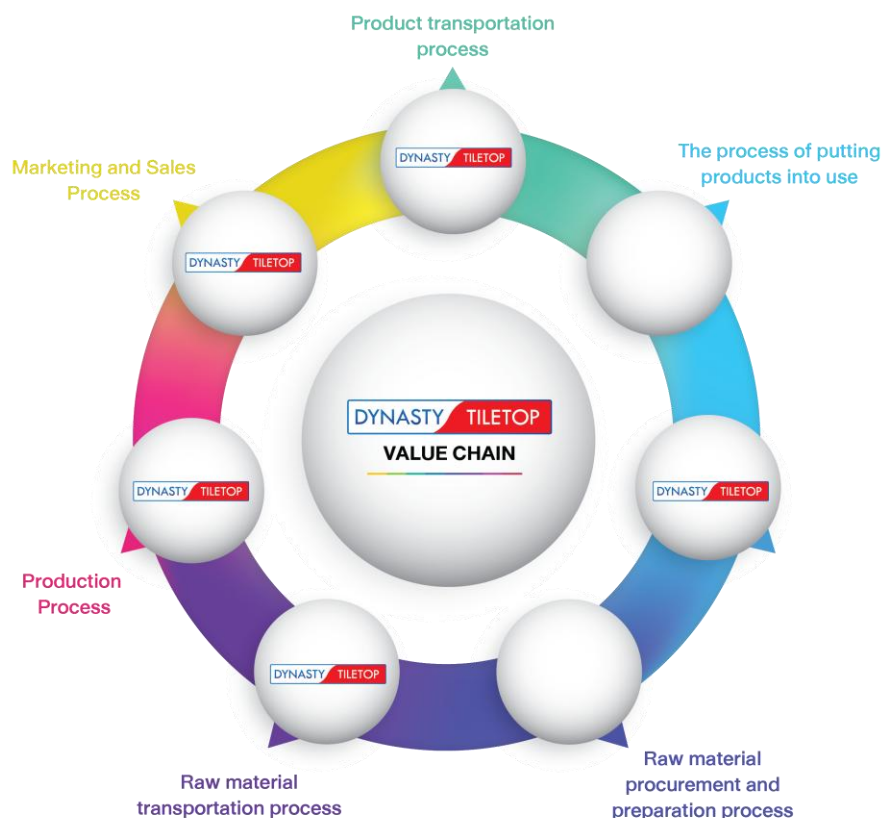 Product transportation
process
Marketing and Sales
Process
The process of putting
products into use
DYNASTY TILETOP
DYNASTY TILETOP
DYNASTY TILETOP
VALUE CHAIN
DYNASTY TILETOP
DYNASTY TILETOP
Production
Process
DYNASTY TILETOP
Raw material
transportation process
Raw material
procurement and
preparation process